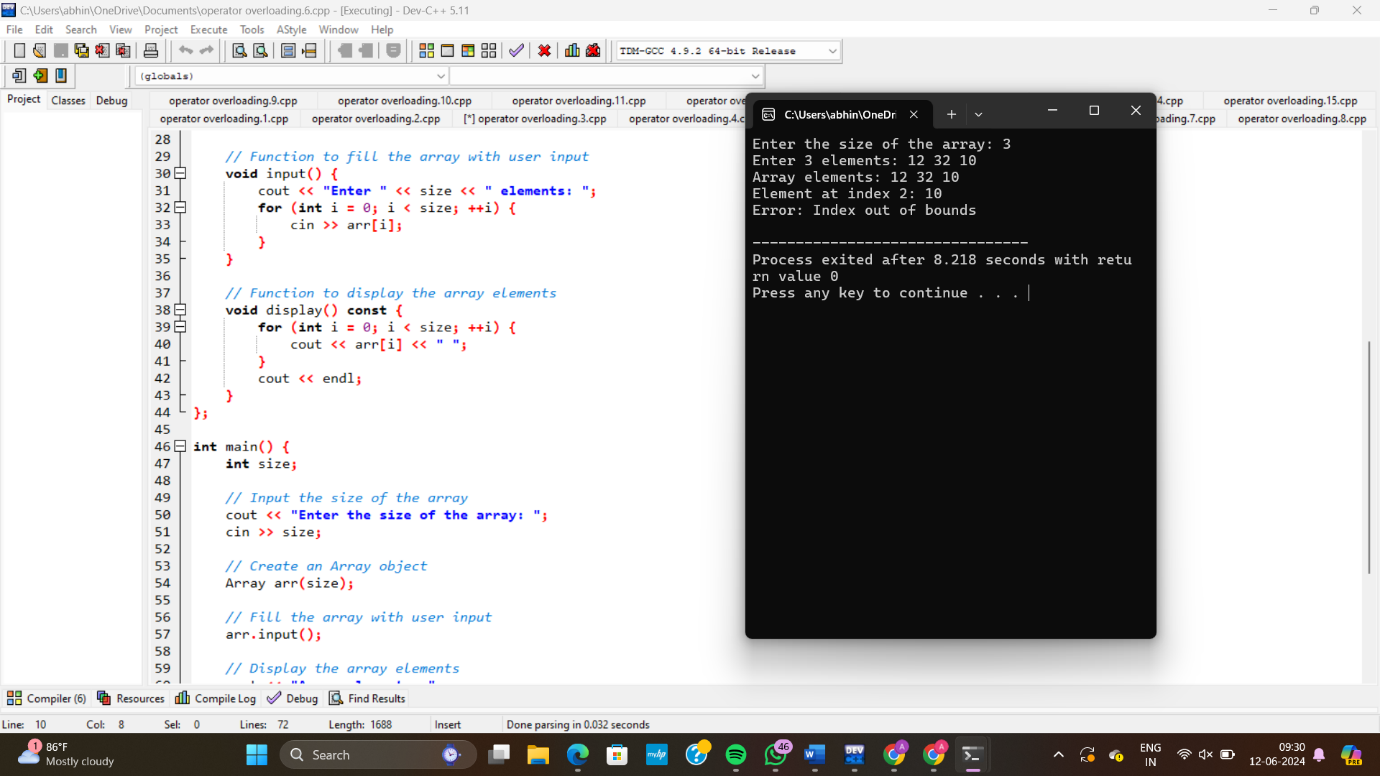 C:\Users\abhin\OneDrive\Documents\operator overloading.6.cpp - [Executing] - Dev-C++ 5.11
File Edit Search View Project Execute Tools AStyle Window Help
TDM-GCC 4.9.2 64-bit Release
(globals)
Project Classes Debug
operator overloading.9.cpp operator overloading.10.cpp operator overloading.11.cpp 4.cpp operator overloading.15.cpp
operator overloading.1.cpp operator overloading.2.cpp [*] operator overloading.3.cpp operator overloading.4.c ading.7.cpp operator overloading.8.cpp
28
29 // Function to fill the array with user input
30 void input() {
31 cout << "Enter " << size << " elements: ";
32 for (int i = 0; i < size; ++i) {
33 cin >> arr[i];
34 }
35 }
36
37 // Function to display the array elements
38 void display() const {
39 for (int i = 0; i < size; ++i) {
40 cout << arr[i] << " ";
41 }
42 cout << endl;
43 }
44 };
45
46 int main() {
47 int size;
48
49 // Input the size of the array
50 cout << "Enter the size of the array: ";
51 cin >> size;
52
53 // Create an Array object
54 Array arr(size);
55
56 // Fill the array with user input
57 arr.input();
58
59 // Display the array elements
C:\Users\abhin\OneDri
Enter the size of the array: 3
Enter 3 elements: 12 32 10
Array elements: 12 32 10
Element at index 2: 10
Error: Index out of bounds
--------------------------------
Process exited after 8.218 seconds with retu
rn value 0
Press any key to continue . . .
Compiler (6) Resources Compile Log Debug Find Results
Line: 10 Col: 8 Sel: 0 Lines: 72 Length: 1688 Insert Done parsing in 0.032 seconds
1 86°F
Mostly cloudy
Search
myhp
46
DEV
A
A
ENG
IN
09:30
12-06-2024
PRE